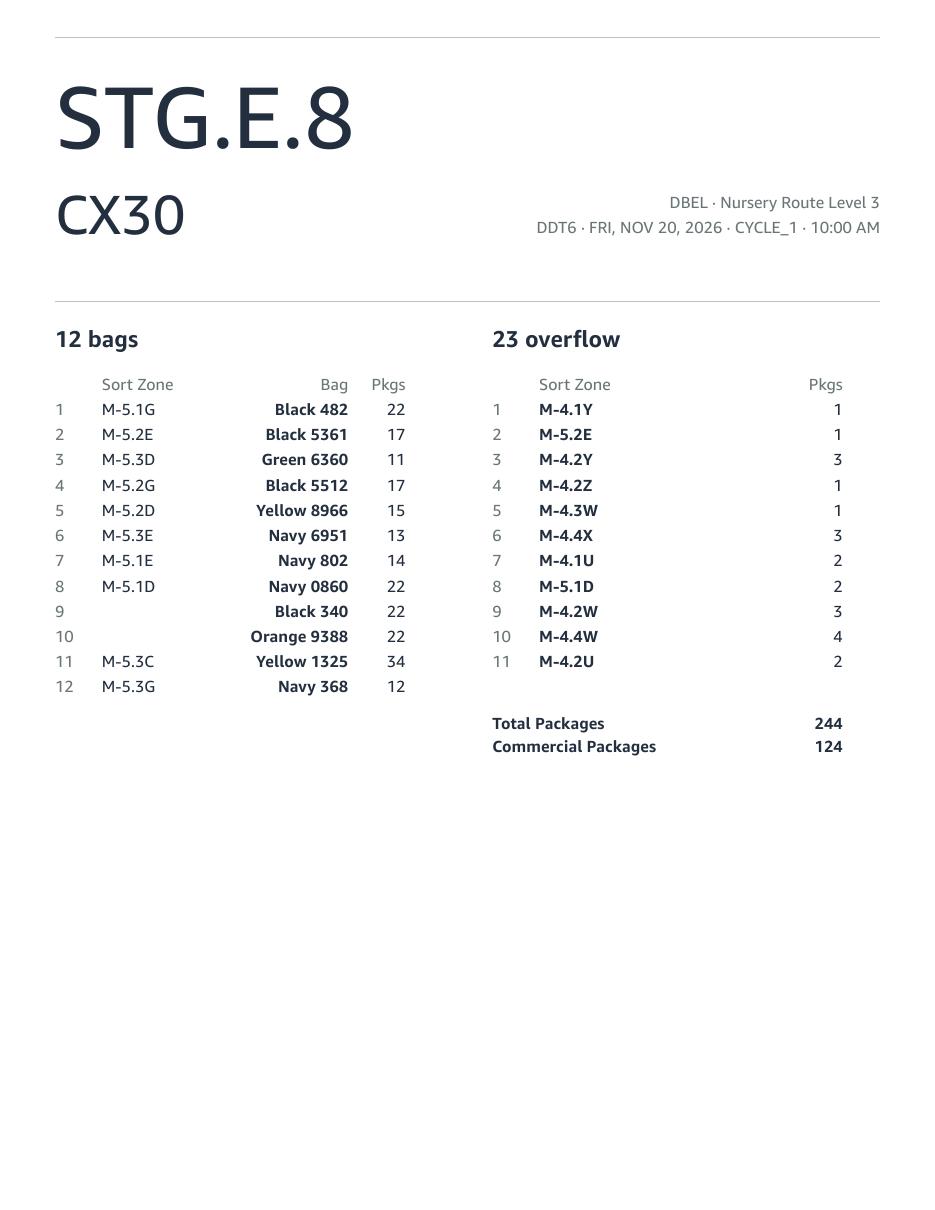 STG.E.8
CX30
DBEL · Nursery Route Level 3
DDT6 · FRI, NOV 20, 2026 · CYCLE_1 · 10:00 AM
12 bags
Sort Zone Bag Pkgs
1 M-5.1G Black 482 22
2 M-5.2E Black 5361 17
3 M-5.3D Green 6360 11
4 M-5.2G Black 5512 17
5 M-5.2D Yellow 8966 15
6 M-5.3E Navy 6951 13
7 M-5.1E Navy 802 14
8 M-5.1D Navy 0860 22
9 Black 340 22
10 Orange 9388 22
11 M-5.3C Yellow 1325 34
12 M-5.3G Navy 368 12
23 overflow
Sort Zone Pkgs
1 M-4.1Y 1
2 M-5.2E 1
3 M-4.2Y 3
4 M-4.2Z 1
5 M-4.3W 1
6 M-4.4X 3
7 M-4.1U 2
8 M-5.1D 2
9 M-4.2W 3
10 M-4.4W 4
11 M-4.2U 2
Total Packages 244
Commercial Packages 124